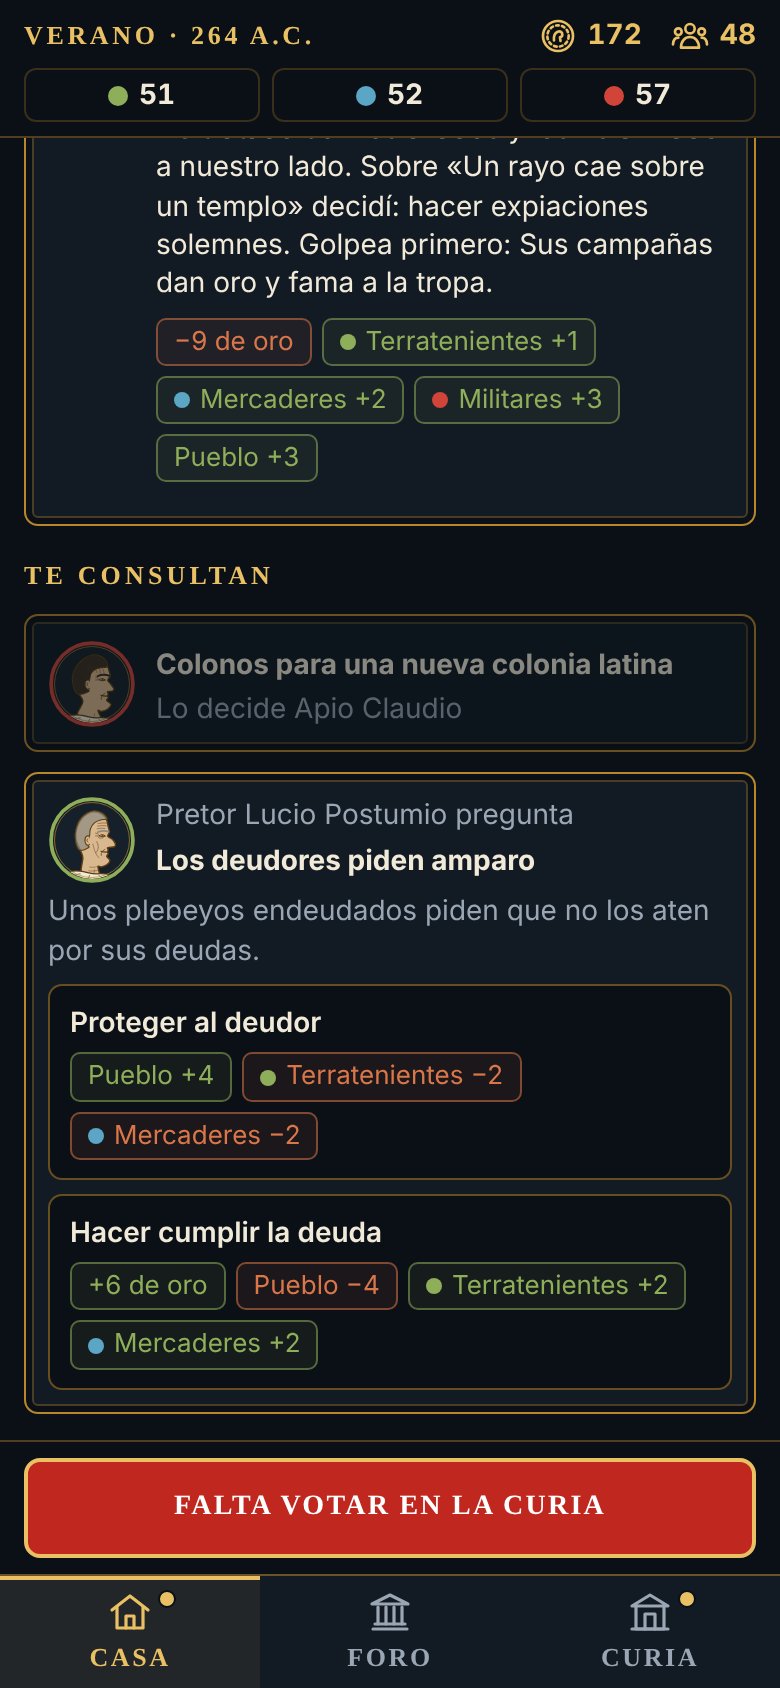 VERANO · 264 A.C.
172
48
51
52
57
a nuestro lado. Sobre «Un rayo cae sobre
un templo» decidí: hacer expiaciones
solemnes. Golpea primero: Sus campañas
dan oro y fama a la tropa.
−9 de oro
Terratenientes +1
Mercaderes +2
Militares +3
Pueblo +3
TE CONSULTAN
Colonos para una nueva colonia latina
Lo decide Apio Claudio
Pretor Lucio Postumio pregunta
Los deudores piden amparo
Unos plebeyos endeudados piden que no los aten
por sus deudas.
Proteger al deudor
Pueblo +4
Terratenientes −2
Mercaderes −2
Hacer cumplir la deuda
+6 de oro
Pueblo −4
Terratenientes +2
Mercaderes +2
FALTA VOTAR EN LA CURIA
CASA
FORO
CURIA